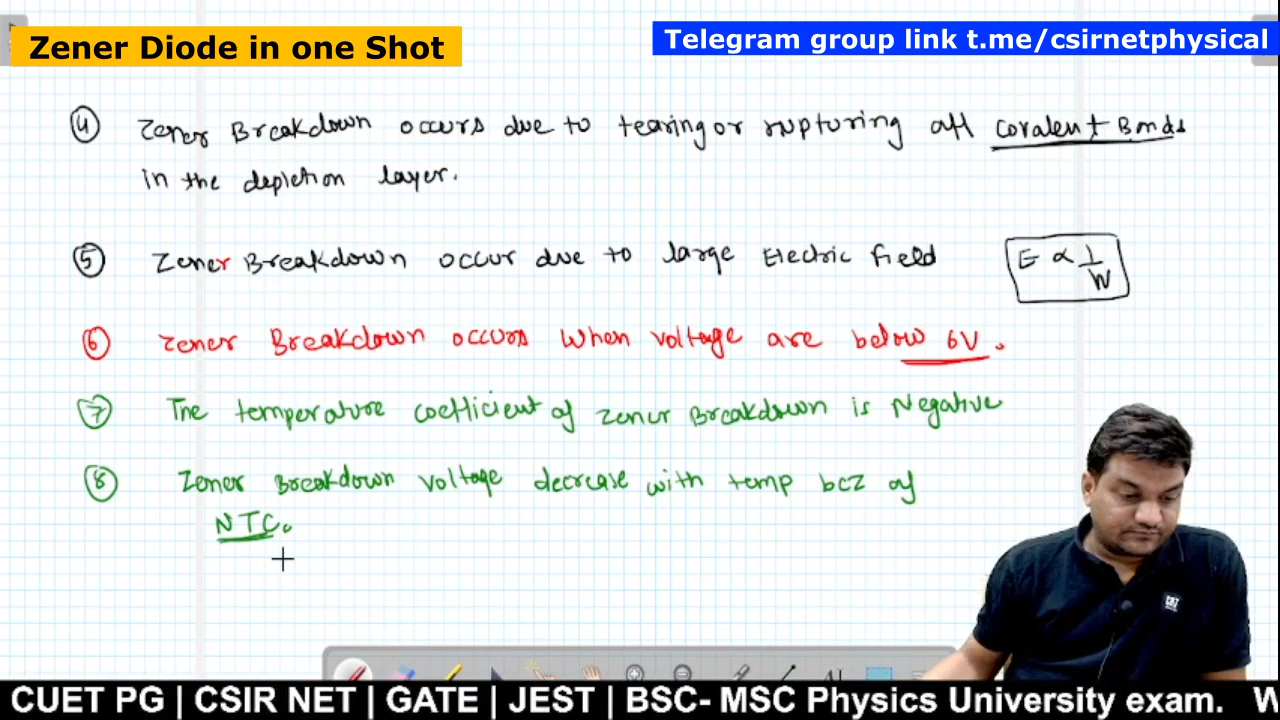 Zener Diode in one Shot
Telegram group link t.me/csirnetphysical
④ Zener Breakdown occurs due to tearing or rupturing off Covalent Bonds
in the depletion layer.
⑤ Zener Breakdown occur due to large Electric Field E ∝ 1/W
⑥ Zener Breakdown occurs When voltage are below 6V.
⑦ The temperature coefficient of Zener Breakdown is Negative
⑧ Zener Breakdown voltage decrease with temp bcz of
NTC.
CUET PG | CSIR NET | GATE | JEST | BSC- MSC Physics University exam. W